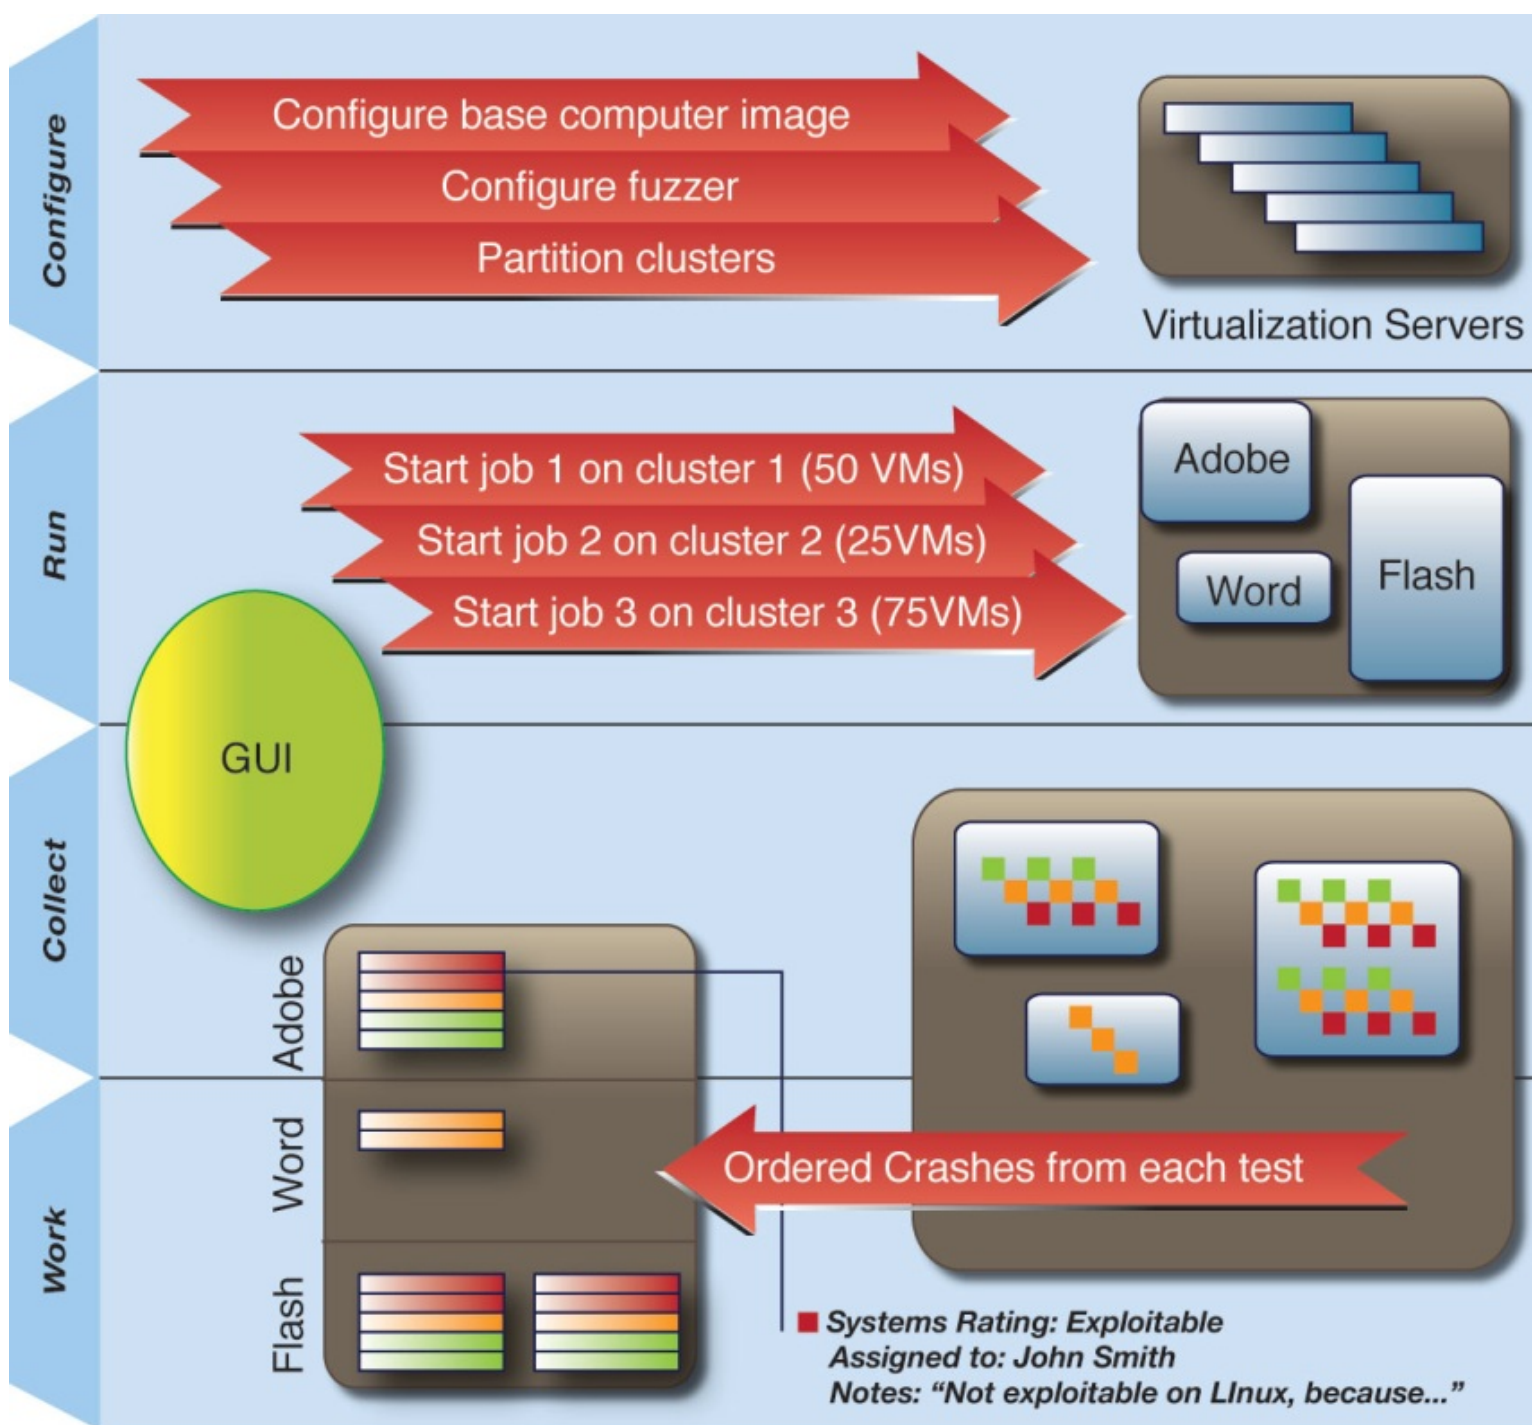 Configure
Configure base computer image
Configure fuzzer
Partition clusters
Virtualization Servers
Run
Start job 1 on cluster 1 (50 VMs)
Start job 2 on cluster 2 (25VMs)
Start job 3 on cluster 3 (75VMs)
Adobe
Word
Flash
GUI
Collect
Adobe
Word
Flash
Work
Ordered Crashes from each test
Systems Rating: Exploitable
Assigned to: John Smith
Notes: “Not exploitable on LInux, because...”